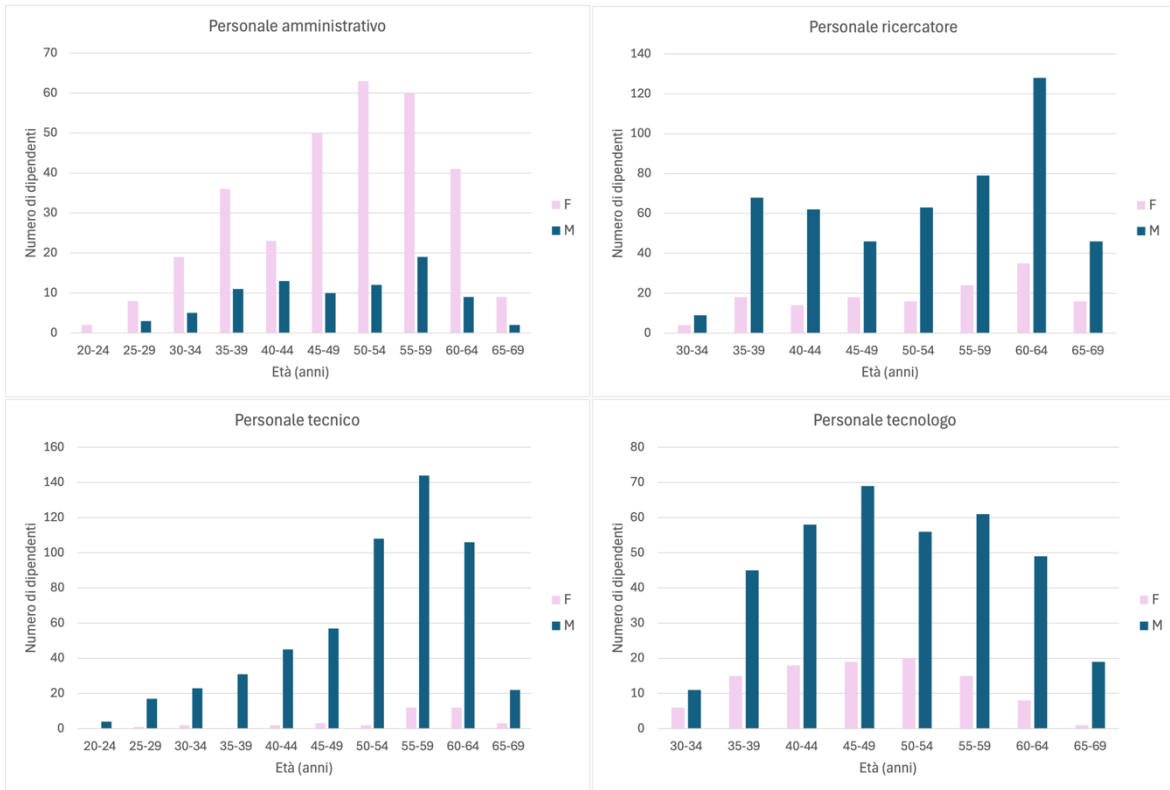 Personale amministrativo
Numero di dipendenti
70
60
50
40
30
20
10
0
20-24 25-29 30-34 35-39 40-44 45-49 50-54 55-59 60-64 65-69
Età (anni)
F
M
Personale ricercatore
Numero di dipendenti
140
120
100
80
60
40
20
0
30-34 35-39 40-44 45-49 50-54 55-59 60-64 65-69
Età (anni)
F
M
Personale tecnico
Numero di dipendenti
160
140
120
100
80
60
40
20
0
20-24 25-29 30-34 35-39 40-44 45-49 50-54 55-59 60-64 65-69
Età (anni)
F
M
Personale tecnologo
Numero di dipendenti
80
70
60
50
40
30
20
10
0
30-34 35-39 40-44 45-49 50-54 55-59 60-64 65-69
Età (anni)
F
M